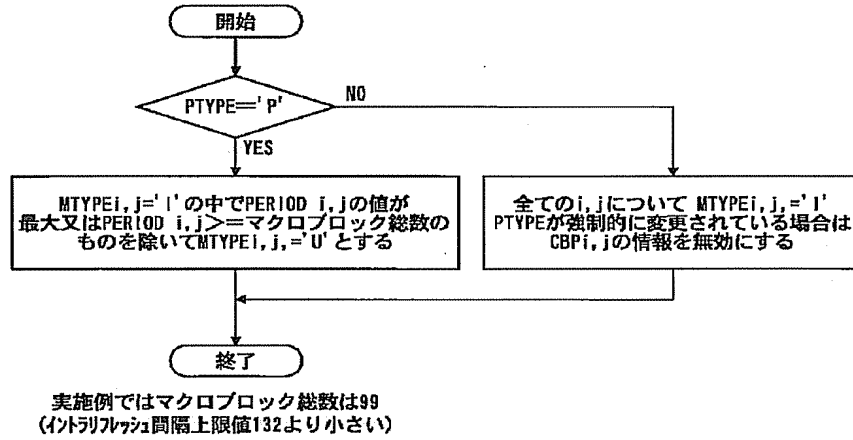 開始
PTYPE=='P'
NO
YES
MTYPEi,j='I'の中でPERIOD i,jの値が
最大又はPERIOD i,j>=マクロブロック総数の
ものを除いてMTYPEi,j,='U'とする
全てのi,jについて MTYPEi,j,='I'
PTYPEが強制的に変更されている場合は
CBPi,jの情報を無効にする
終了
実施例ではマクロブロック総数は99
(イントラリフレッシュ間隔上限値132より小さい)